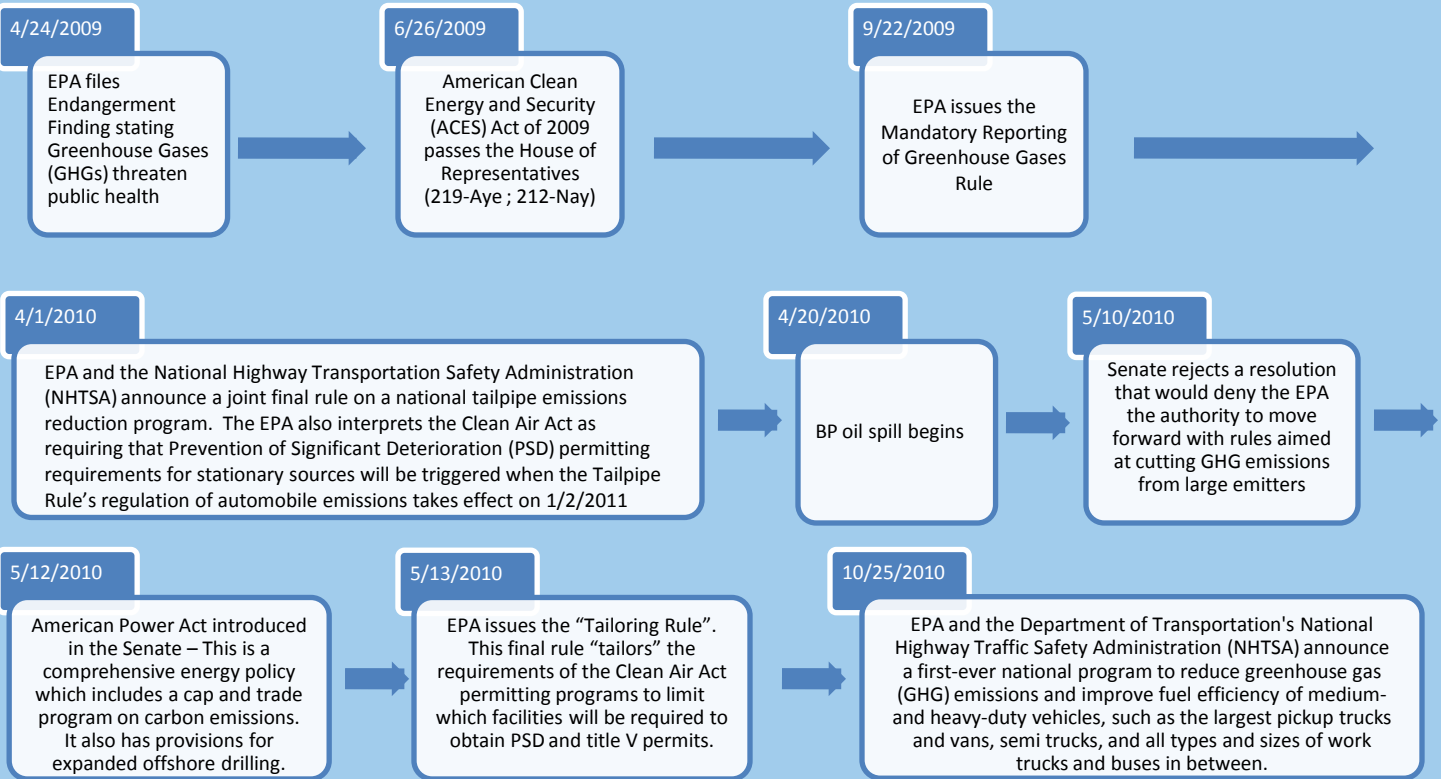 4/24/2009
EPA files
Endangerment
Finding stating
Greenhouse Gases
(GHGs) threaten
public health
6/26/2009
American Clean
Energy and Security
(ACES) Act of 2009
passes the House of
Representatives
(219-Aye ; 212-Nay)
9/22/2009
EPA issues the
Mandatory Reporting
of Greenhouse Gases
Rule
4/1/2010
EPA and the National Highway Transportation Safety Administration
(NHTSA) announce a joint final rule on a national tailpipe emissions
reduction program.  The EPA also interprets the Clean Air Act as
requiring that Prevention of Significant Deterioration (PSD) permitting
requirements for stationary sources will be triggered when the Tailpipe
Rule’s regulation of automobile emissions takes effect on 1/2/2011
4/20/2010
BP oil spill begins
5/10/2010
Senate rejects a resolution
that would deny the EPA
the authority to move
forward with rules aimed
at cutting GHG emissions
from large emitters
5/12/2010
American Power Act introduced
in the Senate – This is a
comprehensive energy policy
which includes a cap and trade
program on carbon emissions.
It also has provisions for
expanded offshore drilling.
5/13/2010
EPA issues the “Tailoring Rule”.
This final rule “tailors” the
requirements of the Clean Air Act
permitting programs to limit
which facilities will be required to
obtain PSD and title V permits.
10/25/2010
EPA and the Department of Transportation's National
Highway Traffic Safety Administration (NHTSA) announce
a first-ever national program to reduce greenhouse gas
(GHG) emissions and improve fuel efficiency of medium-
and heavy-duty vehicles, such as the largest pickup trucks
and vans, semi trucks, and all types and sizes of work
trucks and buses in between.